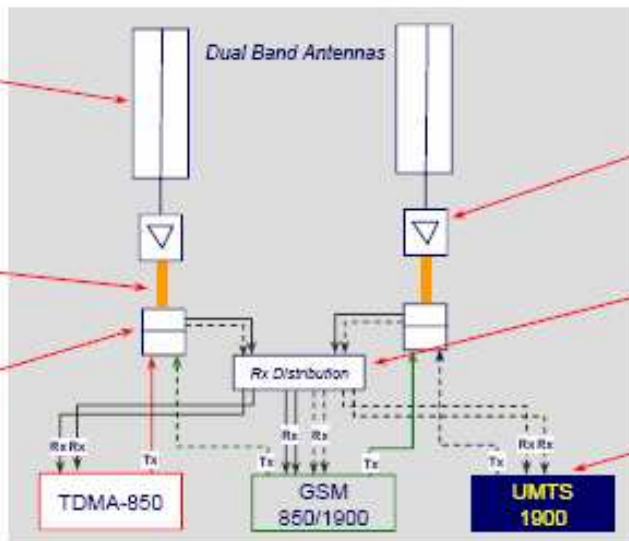 Dual Band Antennas
Rx Distribution
Rx Rx
Tx
Tx
Rx
Rx
Tx
Tx
Rx Rx
TDMA-850
GSM
850/1900
UMTS
1900